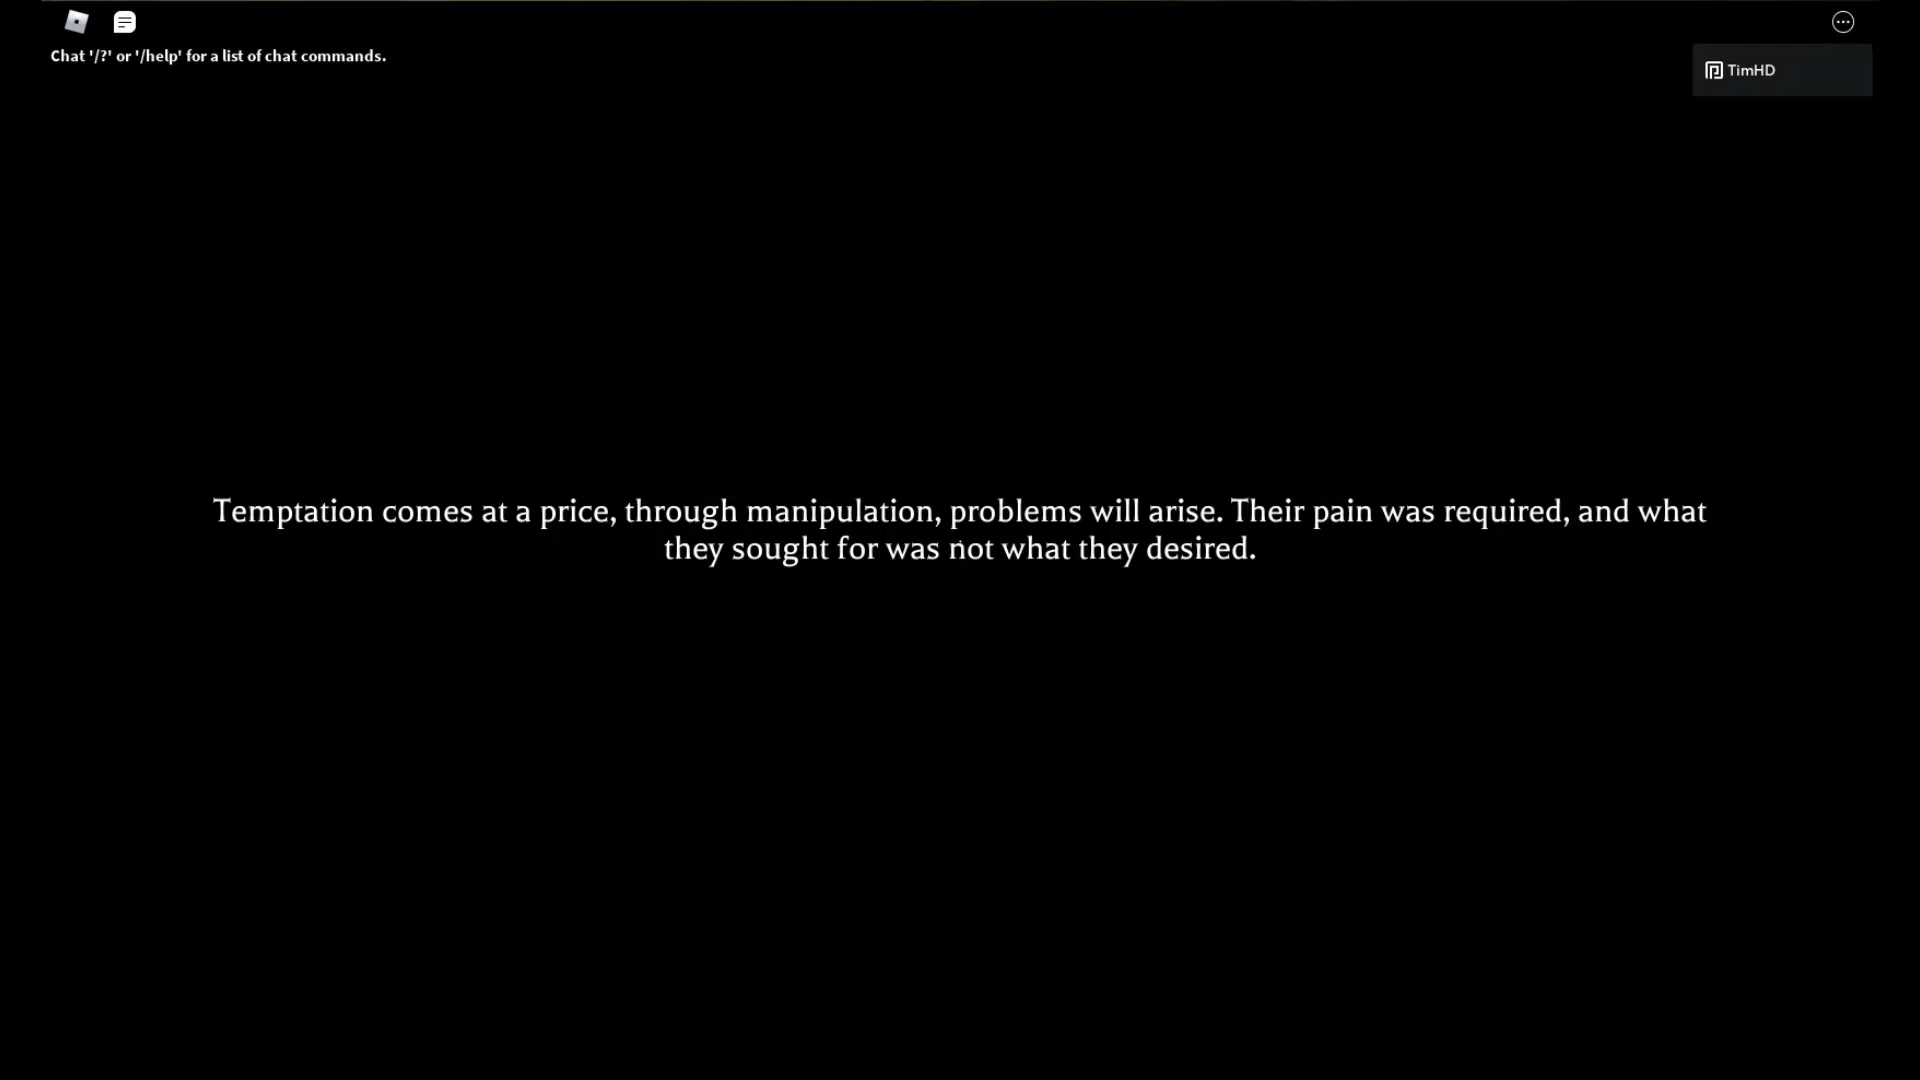 Chat '/?' or '/help' for a list of chat commands.
TimHD
Temptation comes at a price, through manipulation, problems will arise. Their pain was required, and what
they sought for was not what they desired.